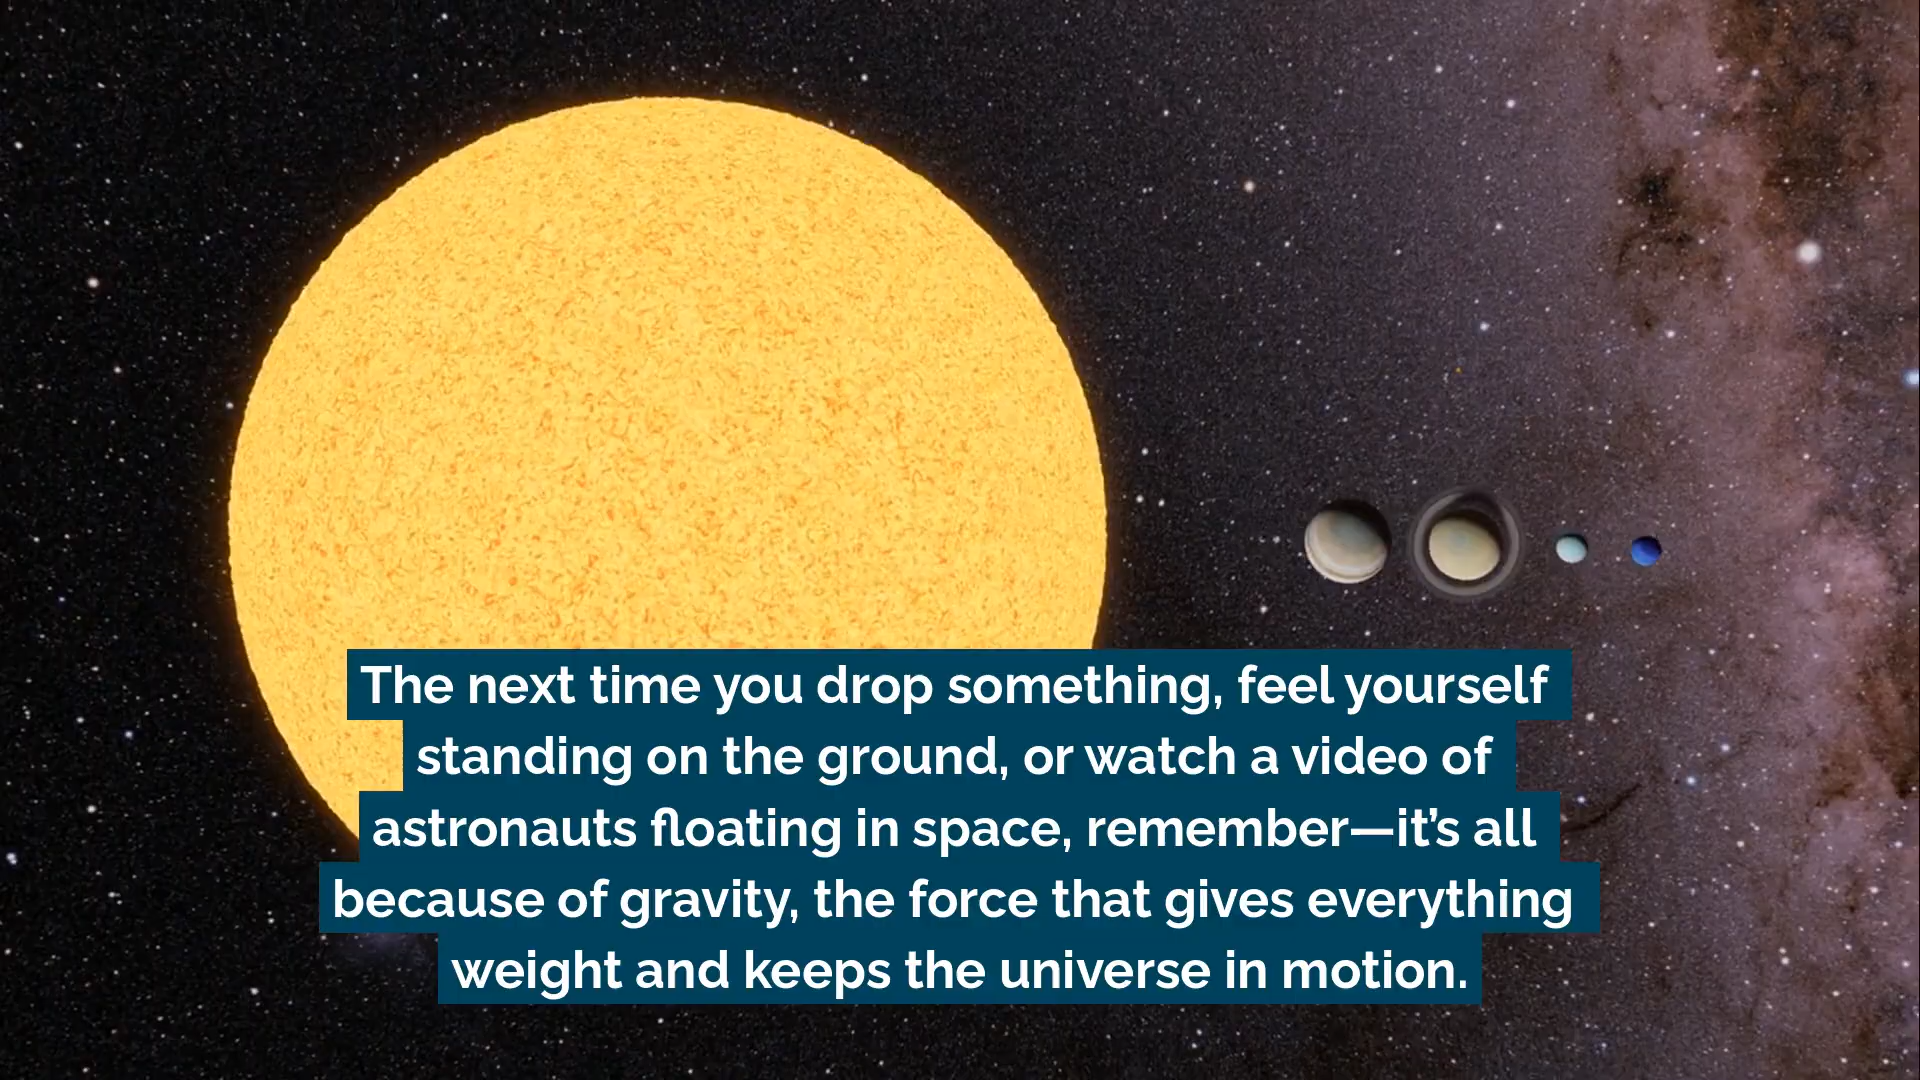 The next time you drop something, feel yourself
standing on the ground, or watch a video of
astronauts floating in space, remember—it’s all
because of gravity, the force that gives everything
weight and keeps the universe in motion.